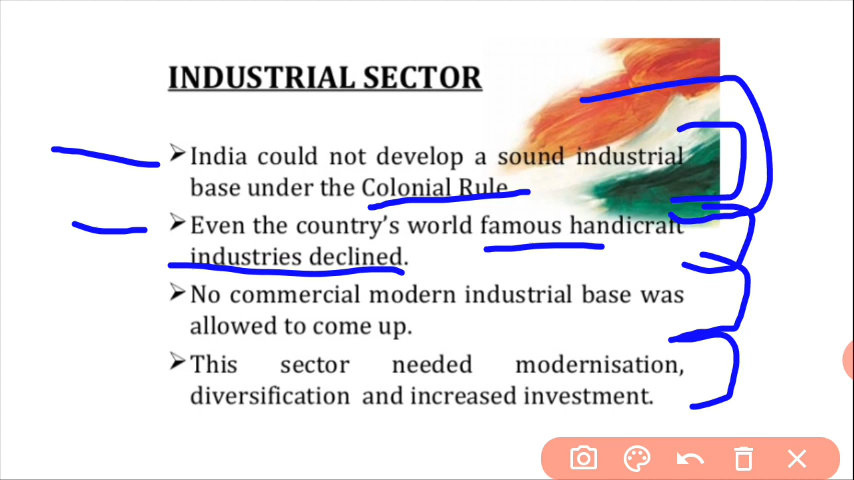 INDUSTRIAL SECTOR
➤India could not develop a sound industrial
base under the Colonial Rule.
➤Even the country's world famous handicraft
industries declined.
➤No commercial modern industrial base was
allowed to come up.
➤This sector needed modernisation,
diversification and increased investment.